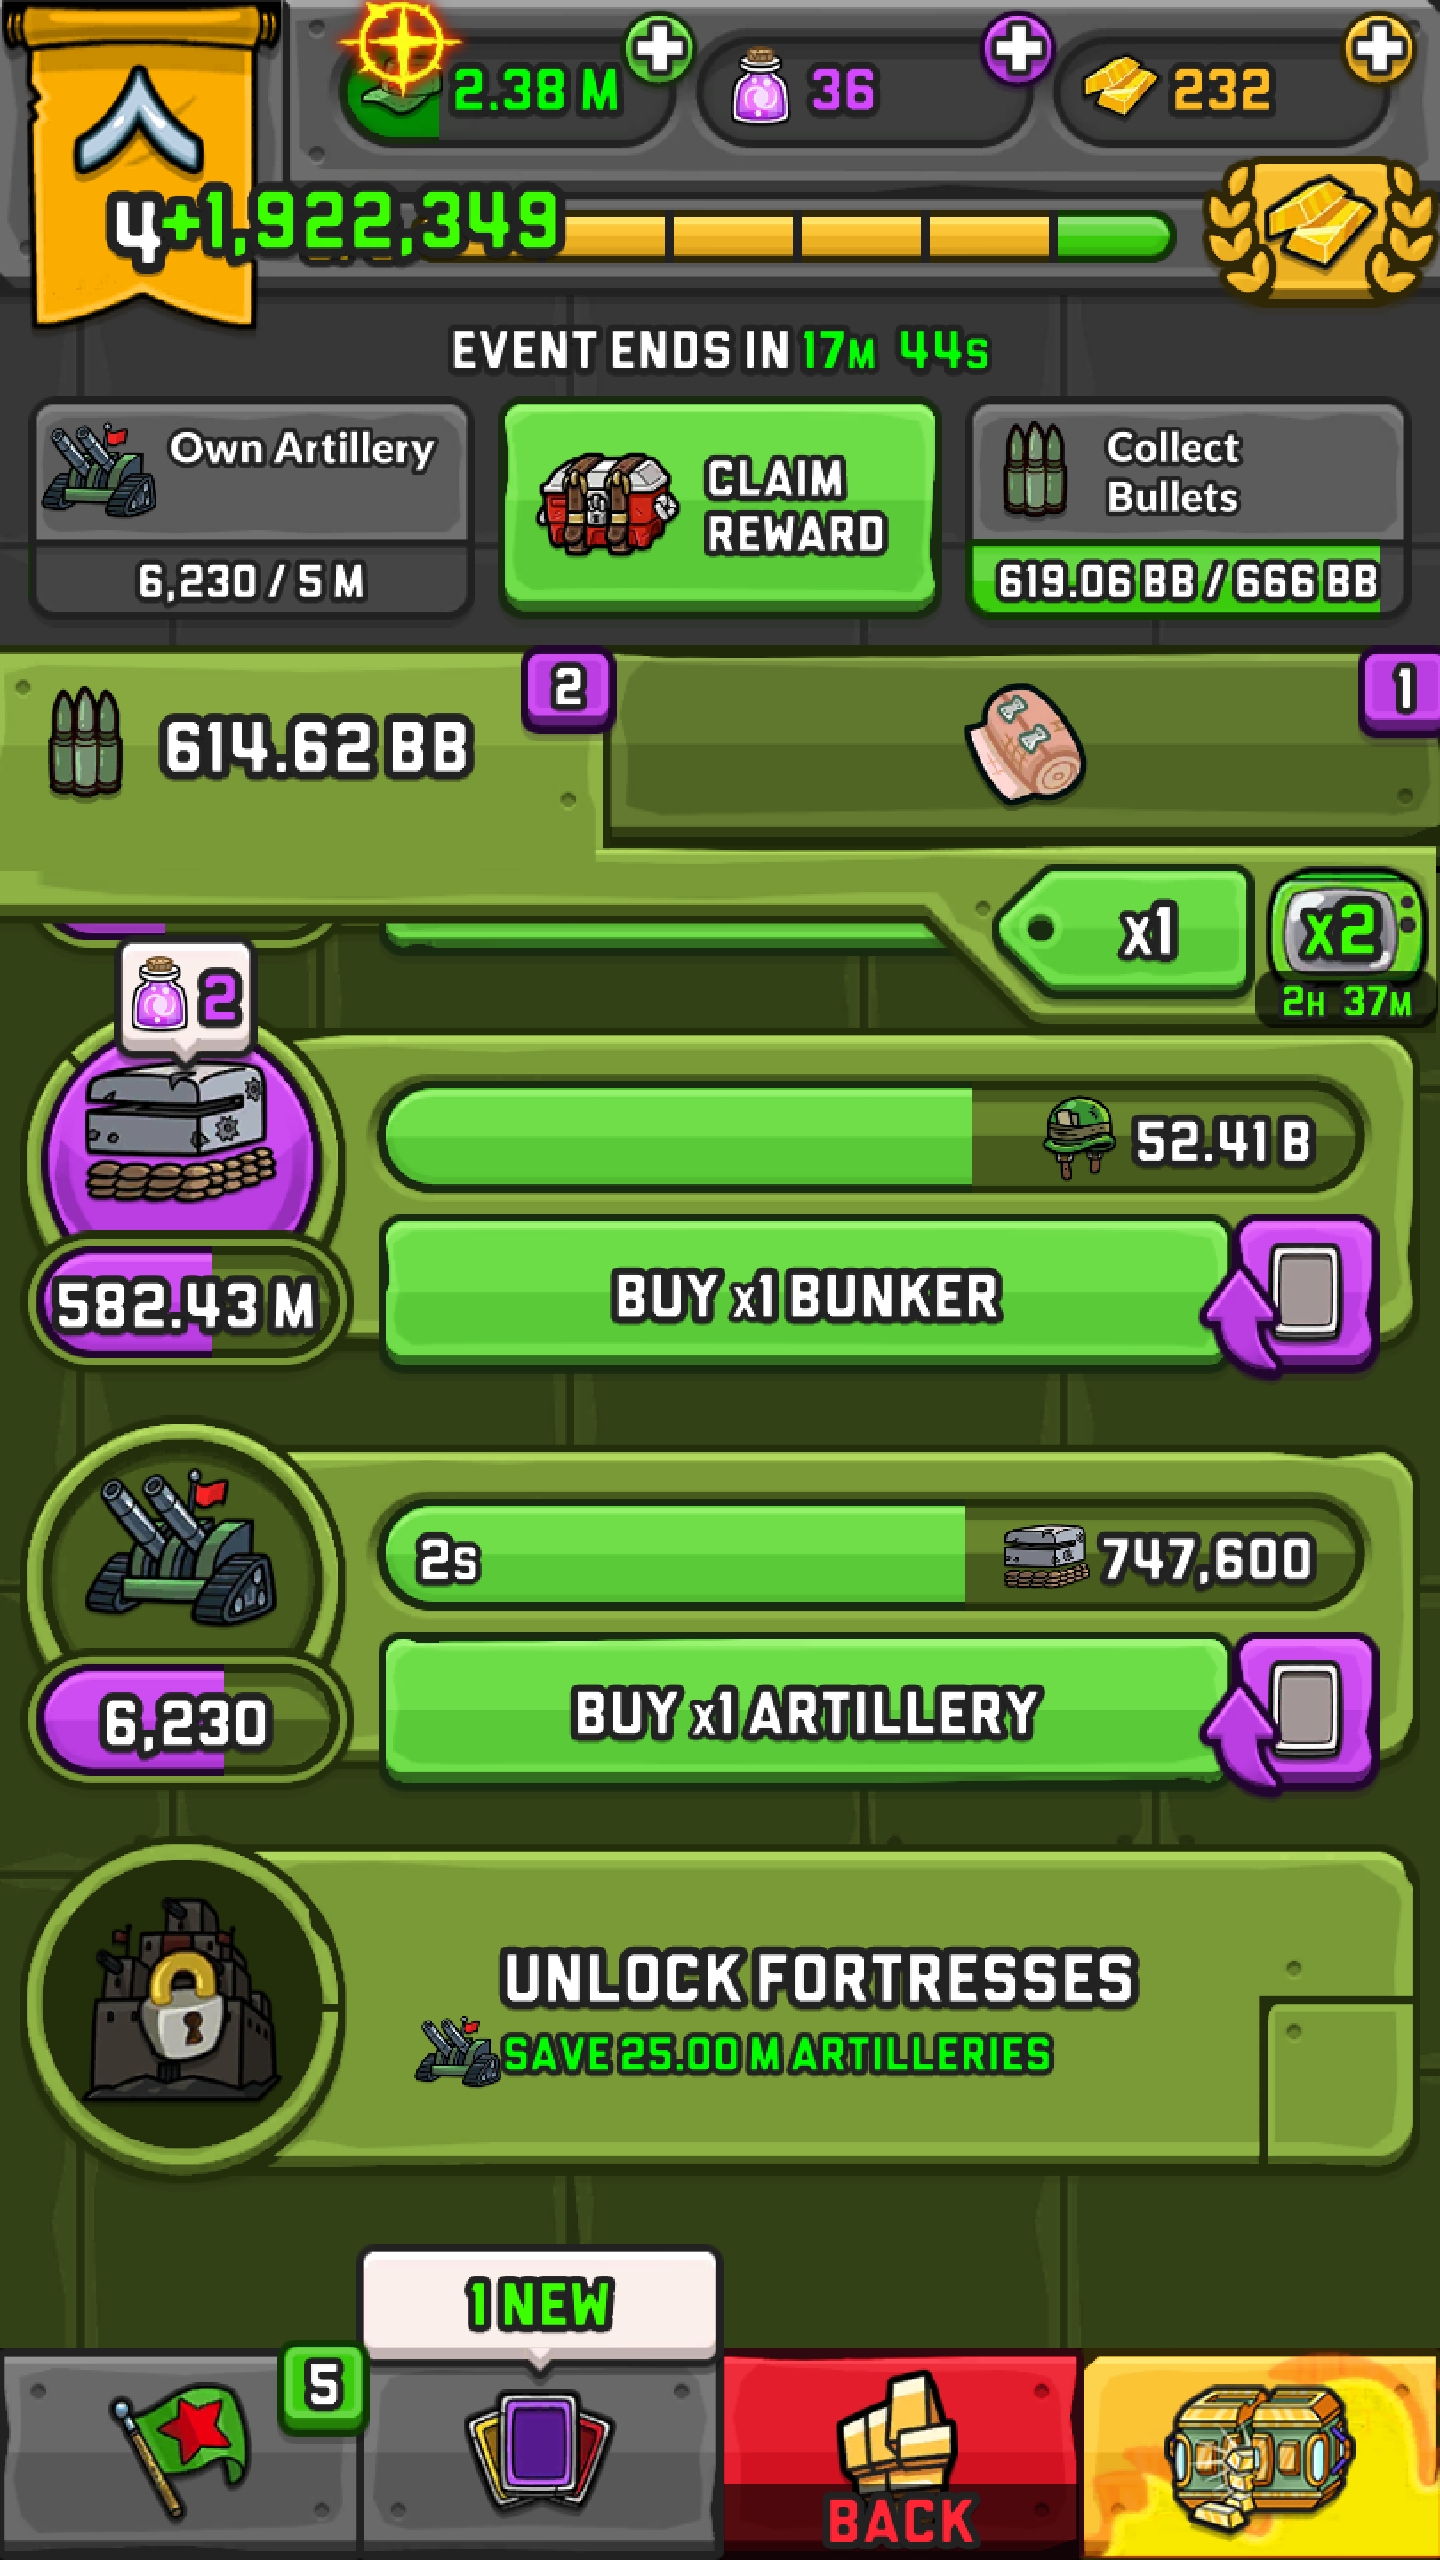 2.38 M
36
232
4
+1,922,349
EVENT ENDS IN 17M 44S
Own Artillery
6,230 / 5 M
CLAIM
REWARD
Collect
Bullets
619.06 BB / 666 BB
614.62 BB
2
1
x1
x2
2H 37M
2
52.41 B
582.43 M
BUY x1 BUNKER
2s
747,600
6,230
BUY x1 ARTILLERY
UNLOCK FORTRESSES
SAVE 25.00 M ARTILLERIES
1 NEW
5
BACK